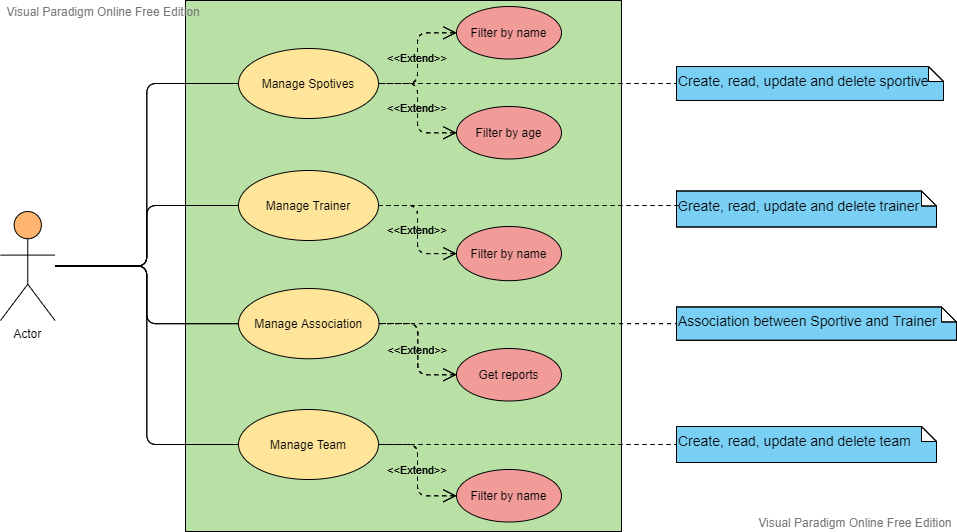 Visual Paradigm Online Free Edition
Filter by name
<<Extend>>
Manage Spotives
Create, read, update and delete sportive
<<Extend>>
Filter by age
Manage Trainer
Create, read, update and delete trainer
<<Extend>>
Filter by name
Actor
Manage Association
Association between Sportive and Trainer
<<Extend>>
Get reports
Manage Team
Create, read, update and delete team
<<Extend>>
Filter by name
Visual Paradigm Online Free Edition